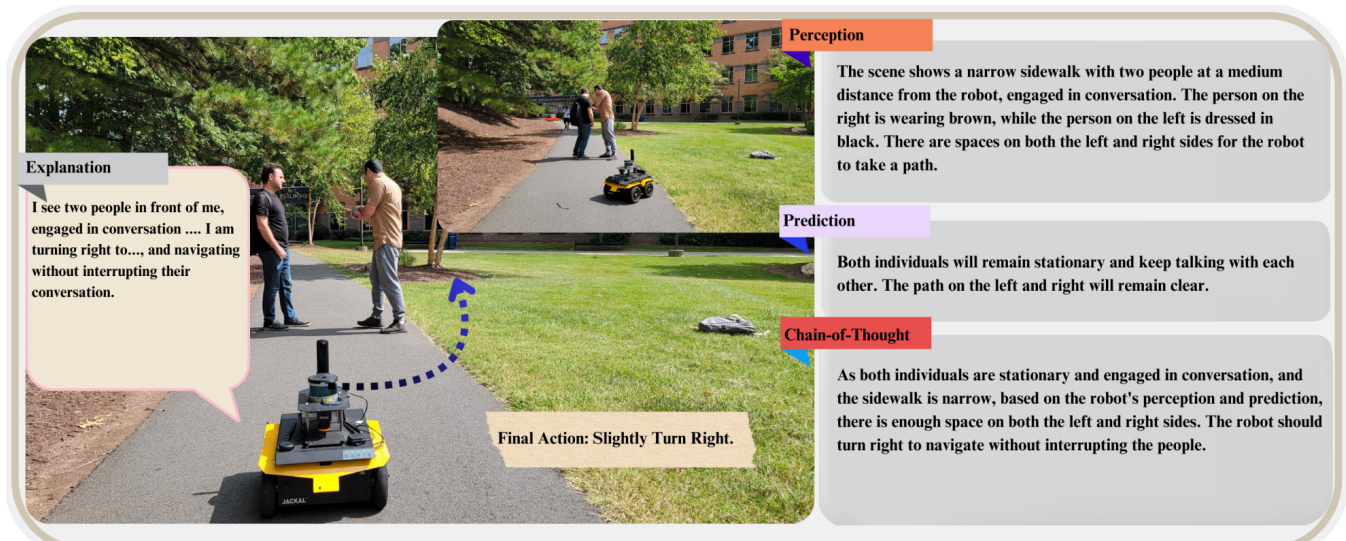 Explanation
I see two people in front of me,
engaged in conversation .... I am
turning right to..., and navigating
without interrupting their
conversation.
JACKAL
Final Action: Slightly Turn Right.
Perception
The scene shows a narrow sidewalk with two people at a medium
distance from the robot, engaged in conversation. The person on the
right is wearing brown, while the person on the left is dressed in
black. There are spaces on both the left and right sides for the robot
to take a path.
Prediction
Both individuals will remain stationary and keep talking with each
other. The path on the left and right will remain clear.
Chain-of-Thought
As both individuals are stationary and engaged in conversation, and
the sidewalk is narrow, based on the robot's perception and prediction,
there is enough space on both the left and right sides. The robot should
turn right to navigate without interrupting the people.